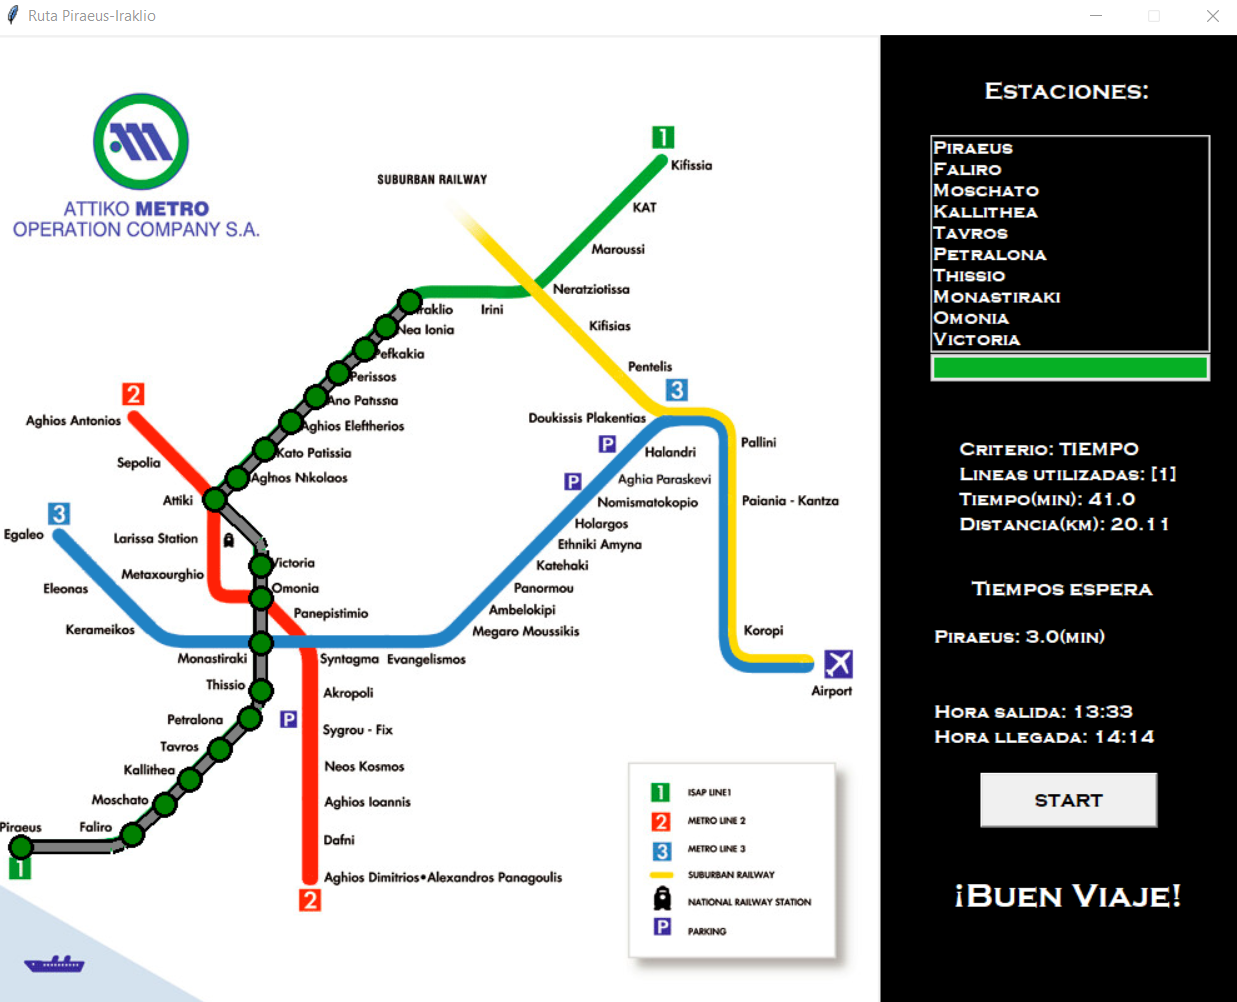 Ruta Piraeus-Iraklio
ATTIKO METRO
OPERATION COMPANY S.A.
SUBURBAN RAILWAY
1
Kifissia
KAT
Maroussi
Neratziotissa
Irini
Iraklio
Nea Ionia
Pefkakia
Perissos
Ano Patissia
Aghios Eleftherios
Kato Patissia
Aghios Nikolaos
Kifisias
Pentelis
3
Doukissis Plakentias
P
Halandri
Pallini
P
Aghia Paraskevi
Nomismatokopio
Paiania - Kantza
Holargos
Ethniki Amyna
Katehaki
Panormou
Ambelokipi
Megaro Moussikis
Koropi
Airport
2
Aghios Antonios
Sepolia
Attiki
3
Egaleo
Larissa Station
Victoria
Metaxourghio
Omonia
Eleonas
Panepistimio
Kerameikos
Monastiraki
Syntagma
Evangelismos
Thissio
Akropoli
Petralona
P
Sygrou - Fix
Tavros
Neos Kosmos
Kallithea
Moschato
Aghios Ioannis
Piraeus
Faliro
Dafni
1
Aghios Dimitrios•Alexandros Panagoulis
2
1 ISAP LINE1
2 METRO LINE 2
3 METRO LINE 3
SUBURBAN RAILWAY
NATIONAL RAILWAY STATION
P PARKING
Estaciones:
Piraeus
Faliro
Moschato
Kallithea
Tavros
Petralona
Thissio
Monastiraki
Omonia
Victoria
Criterio: TIEMPO
Lineas utilizadas: [1]
Tiempo(min): 41.0
Distancia(km): 20.11
Tiempos espera
Piraeus: 3.0(min)
Hora salida: 13:33
Hora llegada: 14:14
START
¡Buen Viaje!